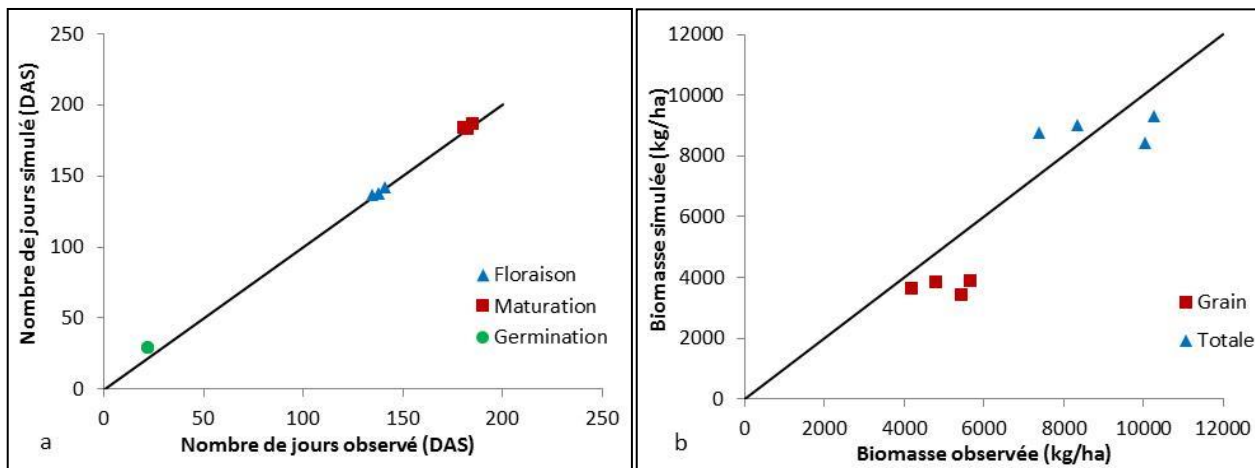 250
200
150
100
50
0
Nombre de jours simulé (DAS)
Floraison
Maturation
Germination
0 50 100 150 200 250
a
Nombre de jours observé (DAS)
12000
10000
8000
6000
4000
2000
0
Biomasse simulée (kg/ha)
Grain
Totale
0 2000 4000 6000 8000 10000 12000
b
Biomasse observée (kg/ha)